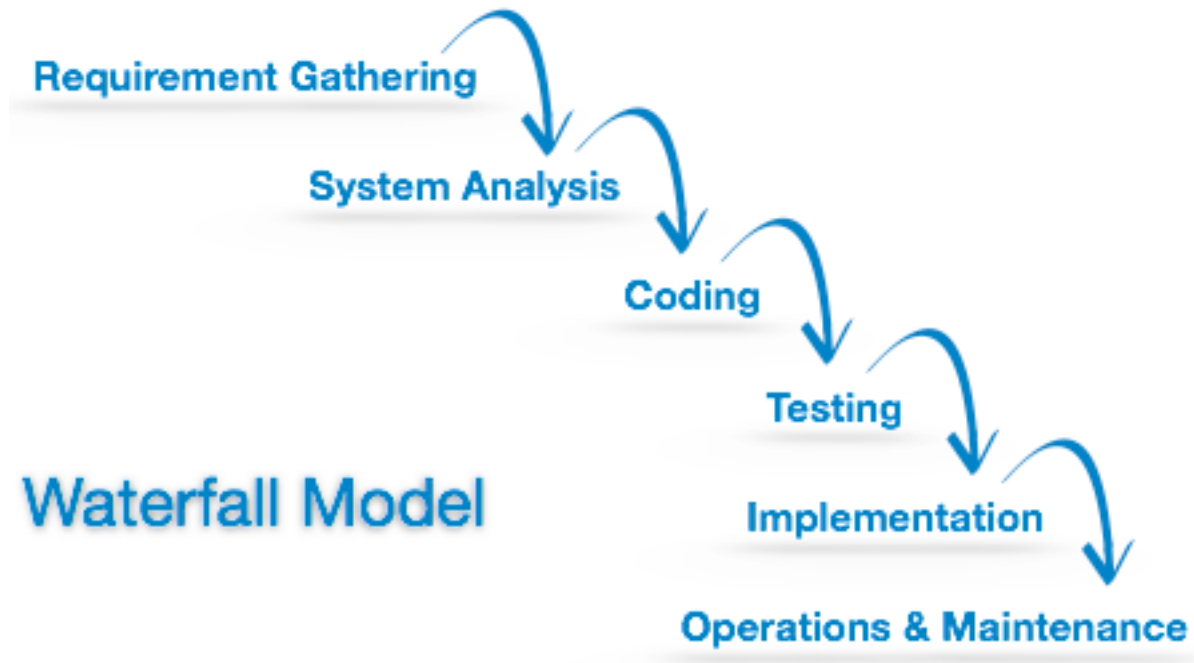 Requirement Gathering
System Analysis
Coding
Testing
Waterfall Model
Implementation
Operations & Maintenance